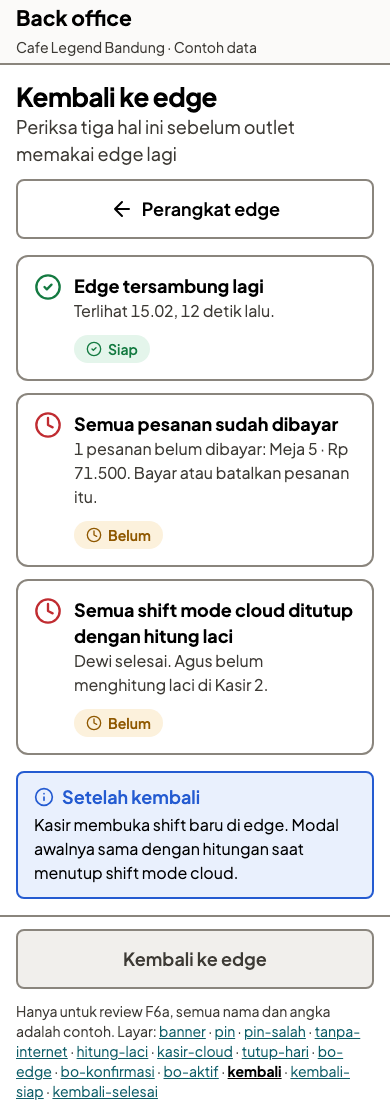 Back office
Cafe Legend Bandung · Contoh data
Kembali ke edge
Periksa tiga hal ini sebelum outlet
memakai edge lagi
← Perangkat edge
Edge tersambung lagi
Terlihat 15.02, 12 detik lalu.
Siap
Semua pesanan sudah dibayar
1 pesanan belum dibayar: Meja 5 · Rp
71.500. Bayar atau batalkan pesanan
itu.
Belum
Semua shift mode cloud ditutup
dengan hitung laci
Dewi selesai. Agus belum
menghitung laci di Kasir 2.
Belum
Setelah kembali
Kasir membuka shift baru di edge. Modal
awalnya sama dengan hitungan saat
menutup shift mode cloud.
Kembali ke edge
Hanya untuk review F6a, semua nama dan angka
adalah contoh. Layar: banner · pin · pin-salah · tanpa-
internet · hitung-laci · kasir-cloud · tutup-hari · bo-
edge · bo-konfirmasi · bo-aktif · kembali · kembali-
siap · kembali-selesai